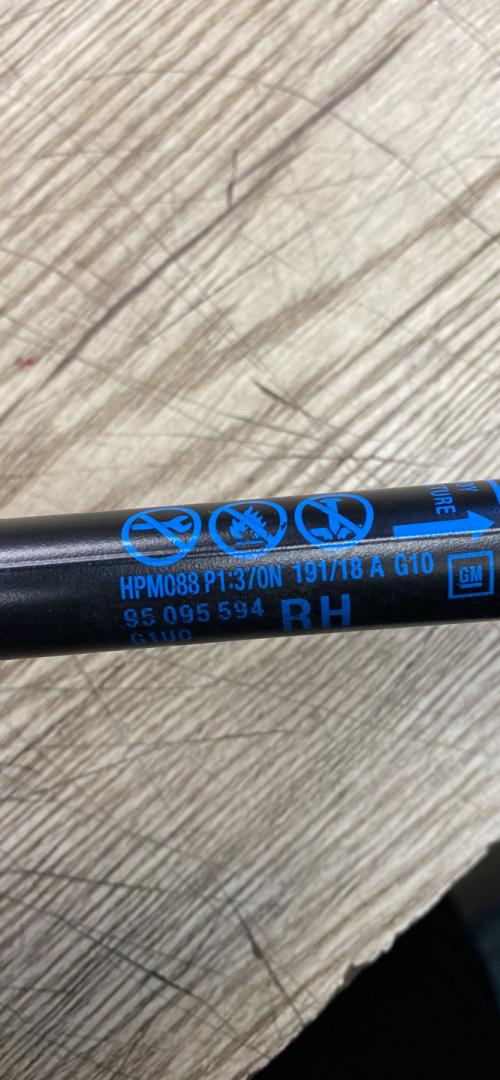 TURE
HPM088 P1:370N 191/18 A G10
GM
95 095 594 RH